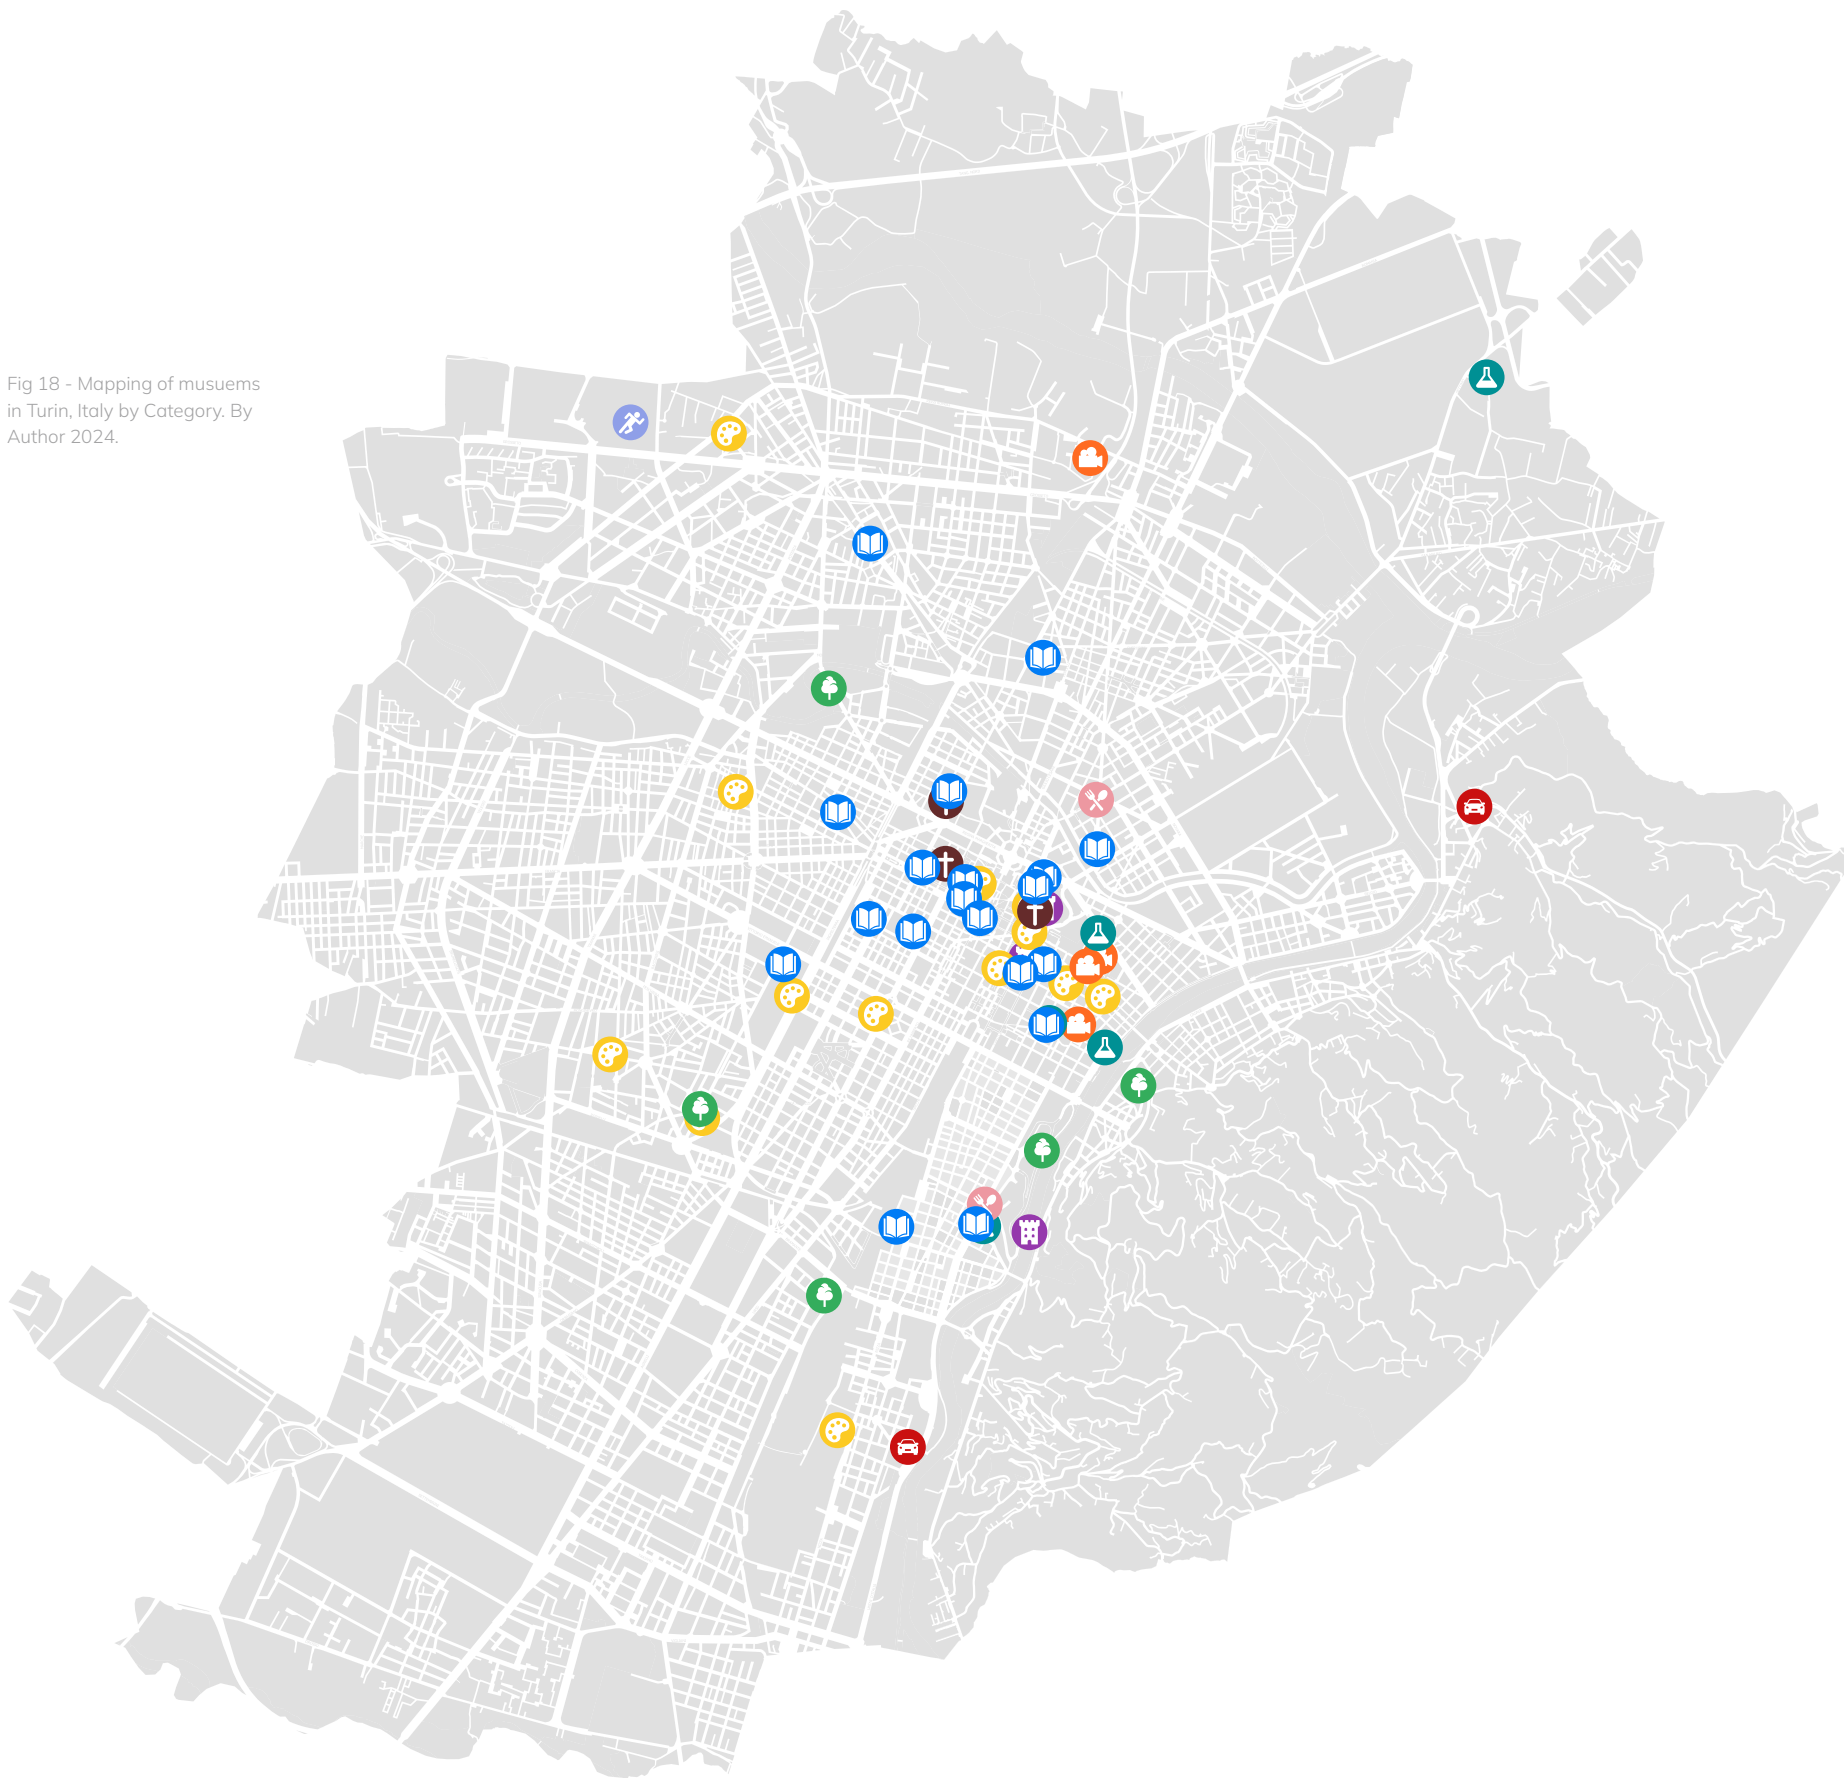 Fig 18 - Mapping of musuems
in Turin, Italy by Category. By
Author 2024.